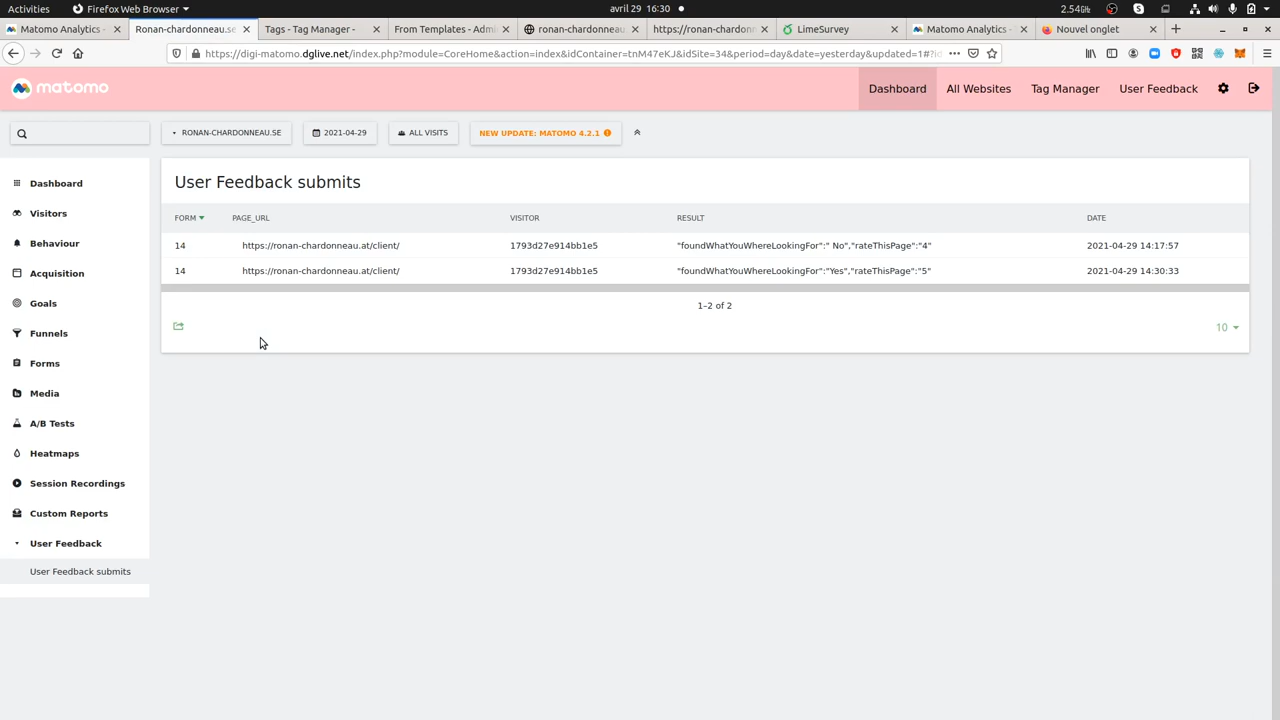 Activities Firefox Web Browser avril 29 16:30 2.54
Matomo Analytics - Ronan-chardonneau.se Tags - Tag Manager - From Templates - Admi ronan-chardonneau. https://ronan-chardonn LimeSurvey Matomo Analytics - Nouvel onglet
https://digi-matomo.dglive.net/index.php?module=CoreHome&action=index&idContainer=tnM47eKJ&idSite=34&period=day&date=yesterday&updated=1#?i
matomo Dashboard All Websites Tag Manager User Feedback
RONAN-CHARDONNEAU.SE 2021-04-29 ALL VISITS NEW UPDATE: MATOMO 4.2.1
Dashboard
Visitors
Behaviour
Acquisition
Goals
Funnels
Forms
Media
A/B Tests
Heatmaps
Session Recordings
Custom Reports
User Feedback
User Feedback submits
User Feedback submits
FORM PAGE_URL VISITOR RESULT DATE
14 https://ronan-chardonneau.at/client/ 1793d27e914bb1e5 "foundWhatYouWhereLookingFor":" No","rateThisPage":"4" 2021-04-29 14:17:57
14 https://ronan-chardonneau.at/client/ 1793d27e914bb1e5 "foundWhatYouWhereLookingFor":"Yes","rateThisPage":"5" 2021-04-29 14:30:33
1–2 of 2
10